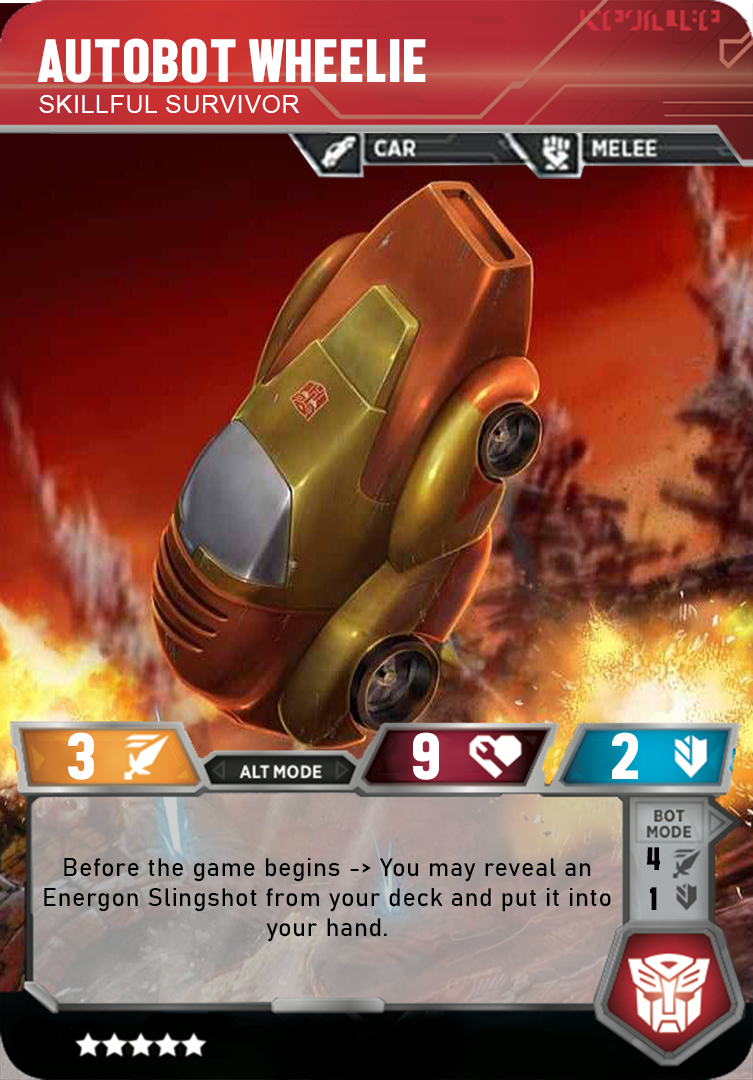 AUTOBOT WHEELIE
SKILLFUL SURVIVOR
CAR MELEE
3 ALT MODE 9 2
Before the game begins -> You may reveal an
Energon Slingshot from your deck and put it into
your hand.
BOT
MODE
4
1